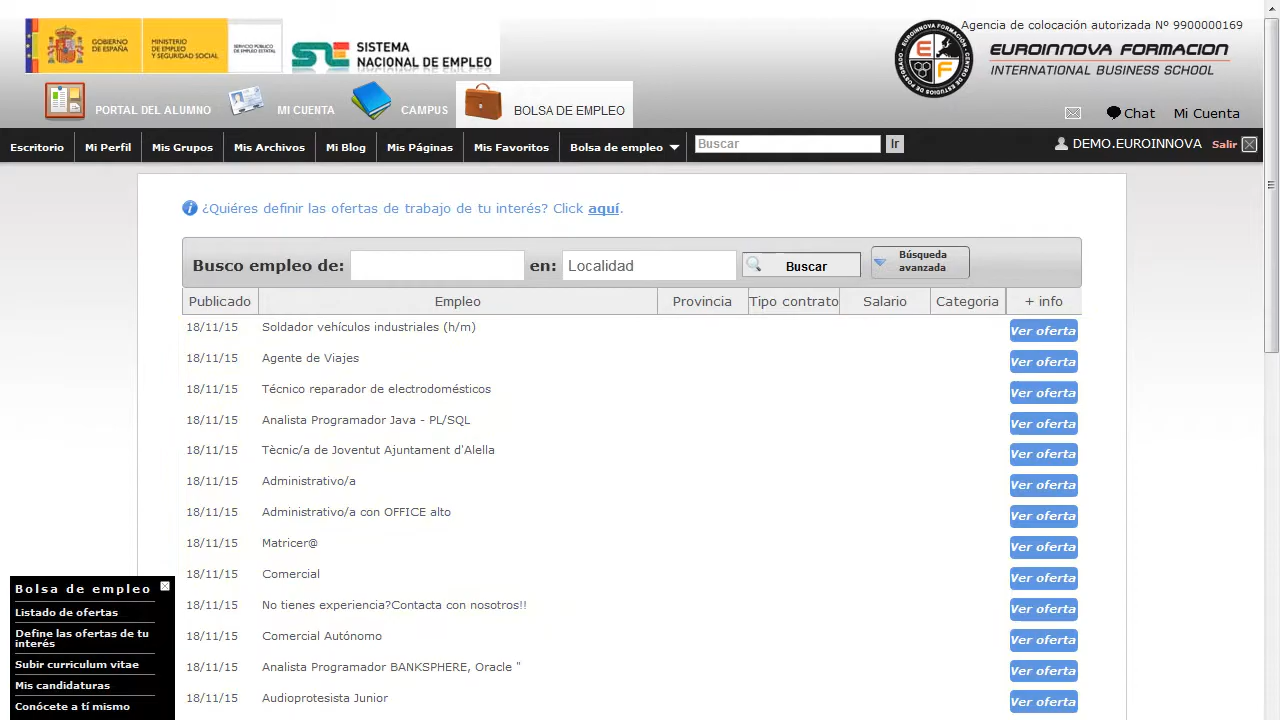 Agencia de colocación autorizada Nº 9900000169
GOBIERNO DE ESPAÑA
MINISTERIO DE EMPLEO Y SEGURIDAD SOCIAL
SERVICIO PÚBLICO DE EMPLEO ESTATAL
SISTEMA
NACIONAL DE EMPLEO
EUROINNOVA FORMACION
INTERNATIONAL BUSINESS SCHOOL
PORTAL DEL ALUMNO MI CUENTA CAMPUS BOLSA DE EMPLEO
Chat Mi Cuenta
Escritorio Mi Perfil Mis Grupos Mis Archivos Mi Blog Mis Páginas Mis Favoritos Bolsa de empleo Buscar Ir DEMO.EUROINNOVA Salir
¿Quiéres definir las ofertas de trabajo de tu interés? Click aquí.
Busco empleo de: en: Localidad Buscar Búsqueda avanzada
Publicado Empleo Provincia Tipo contrato Salario Categoria + info
18/11/15 Soldador vehículos industriales (h/m) Ver oferta
18/11/15 Agente de Viajes Ver oferta
18/11/15 Técnico reparador de electrodomésticos Ver oferta
18/11/15 Analista Programador Java - PL/SQL Ver oferta
18/11/15 Tècnic/a de Joventut Ajuntament d'Alella Ver oferta
18/11/15 Administrativo/a Ver oferta
18/11/15 Administrativo/a con OFFICE alto Ver oferta
18/11/15 Matricer@ Ver oferta
18/11/15 Comercial Ver oferta
18/11/15 No tienes experiencia?Contacta con nosotros!! Ver oferta
18/11/15 Comercial Autónomo Ver oferta
18/11/15 Analista Programador BANKSPHERE, Oracle " Ver oferta
18/11/15 Audioprotesista Junior Ver oferta
Bolsa de empleo
Listado de ofertas
Define las ofertas de tu
interés
Subir curriculum vitae
Mis candidaturas
Conócete a tí mismo